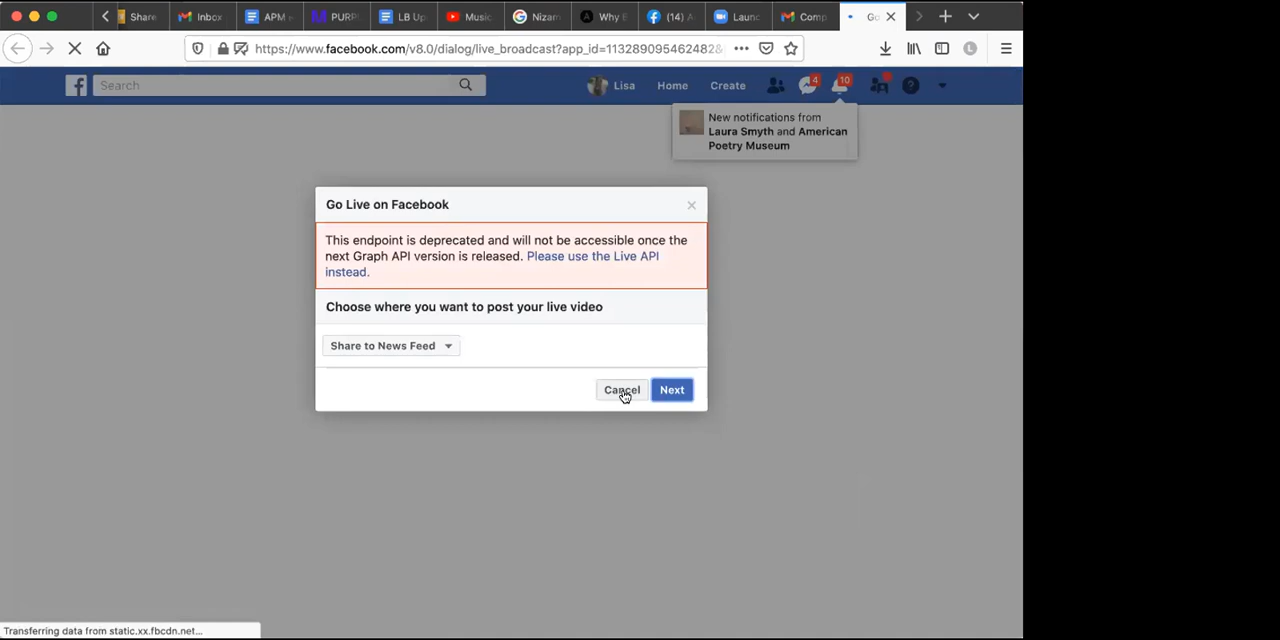 Share
Inbox
APM
PURP
LB Up
Music
Nizam
Why
(14)
Launc
Comp
Go
https://www.facebook.com/v8.0/dialog/live_broadcast?app_id=113289095462482&
L
Search
Lisa
Home
Create
4
10
?
New notifications from
Laura Smyth and American
Poetry Museum
Go Live on Facebook
This endpoint is deprecated and will not be accessible once the
next Graph API version is released. Please use the Live API
instead.
Choose where you want to post your live video
Share to News Feed
Cancel
Next
Transferring data from static.xx.fbcdn.net...